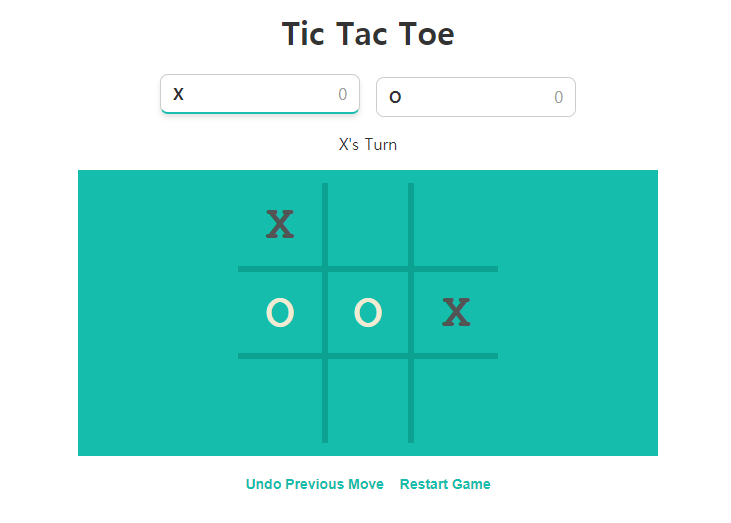 Tic Tac Toe
X 0 O 0
X's Turn
X
O O X
Undo Previous Move Restart Game